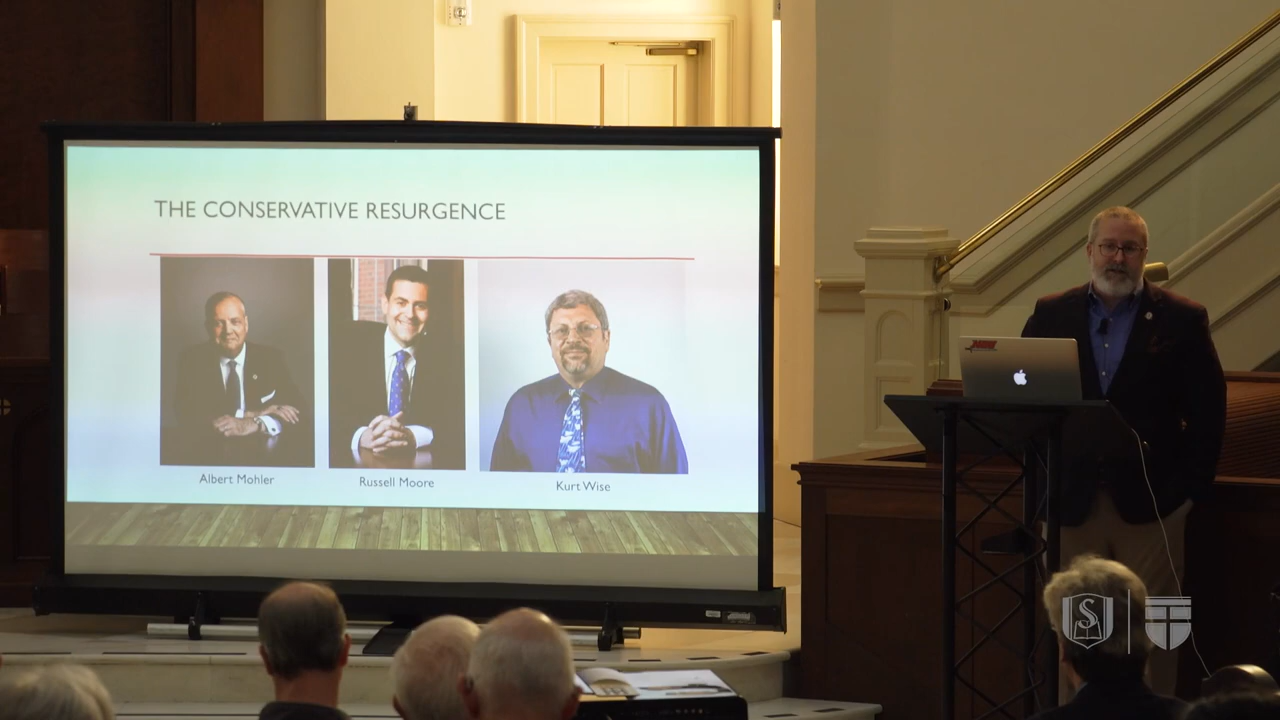 THE CONSERVATIVE RESURGENCE
Albert Mohler
Russell Moore
Kurt Wise
S